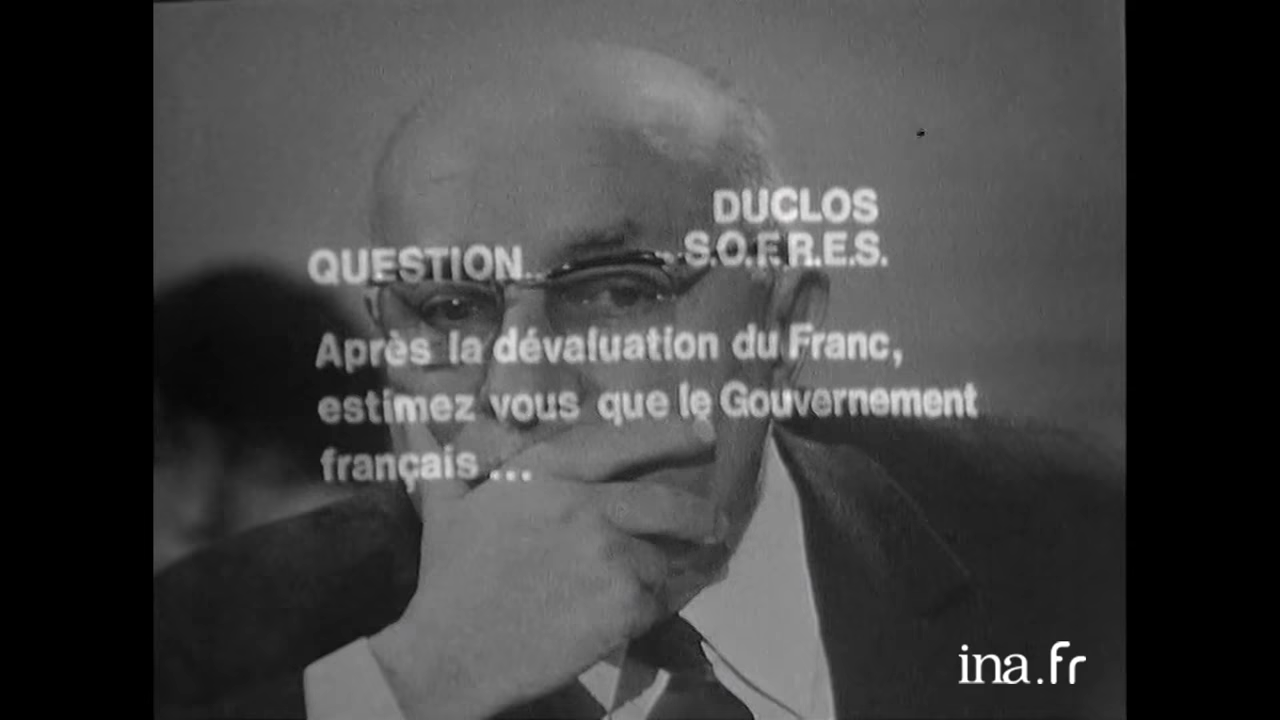 DUCLOS
S.O.F.R.E.S.
QUESTION
Après la dévaluation du Franc,
estimez vous que le Gouvernement
français ...
ina.fr